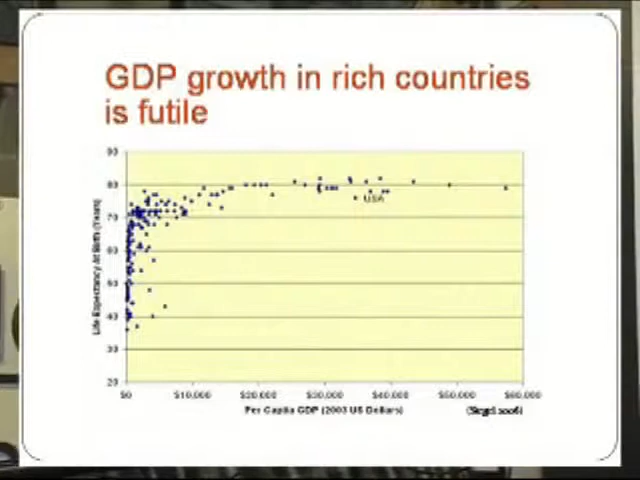 GDP growth in rich countries
is futile
90
80
70
60
50
40
30
20
Life Expectancy At Birth (Years)
USA
$0 $10,000 $20,000 $30,000 $40,000 $50,000 $60,000
Per Capita GDP (2003 US Dollars)
(Siegel 2006)